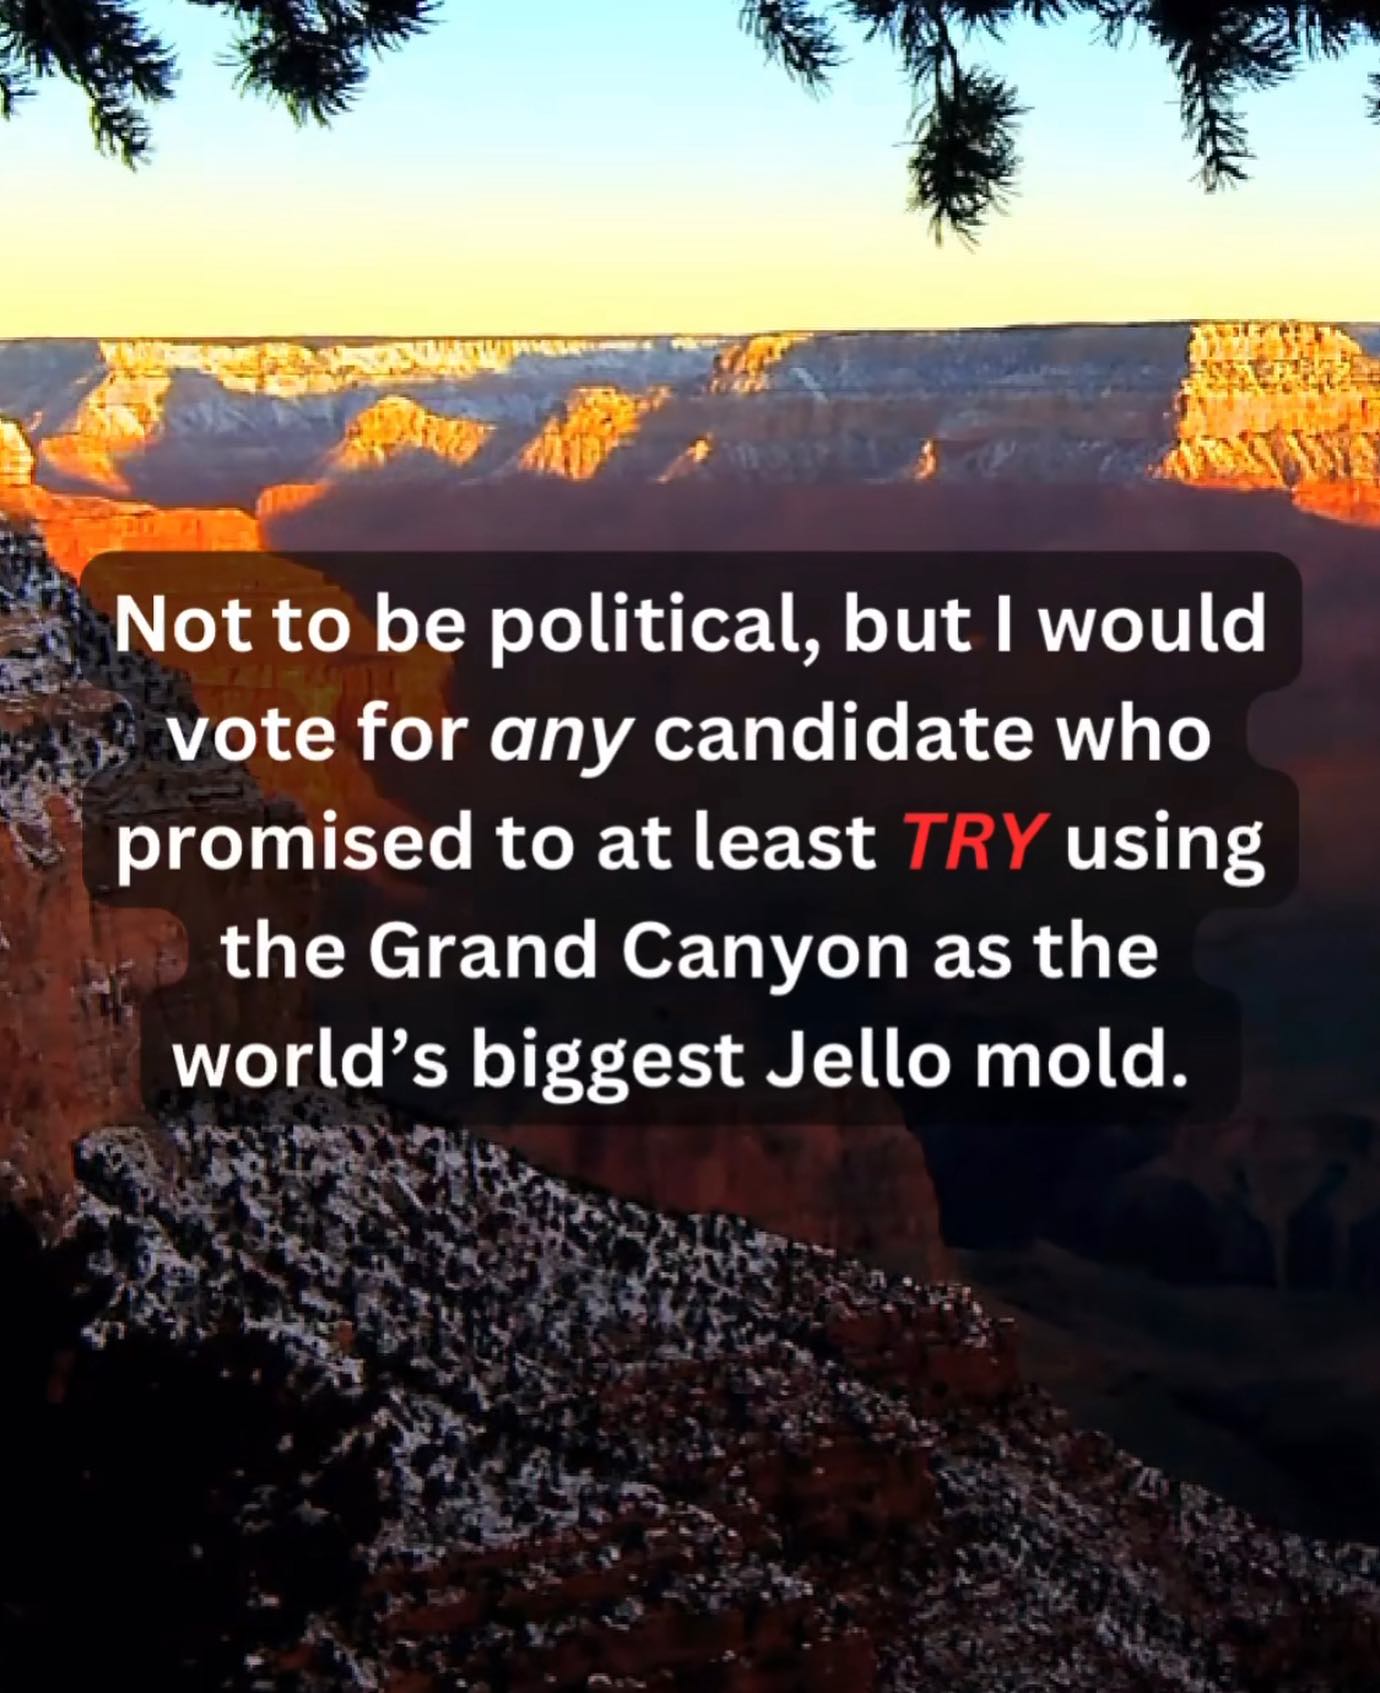 Not to be political, but I would
vote for any candidate who
promised to at least TRY using
the Grand Canyon as the
world’s biggest Jello mold.